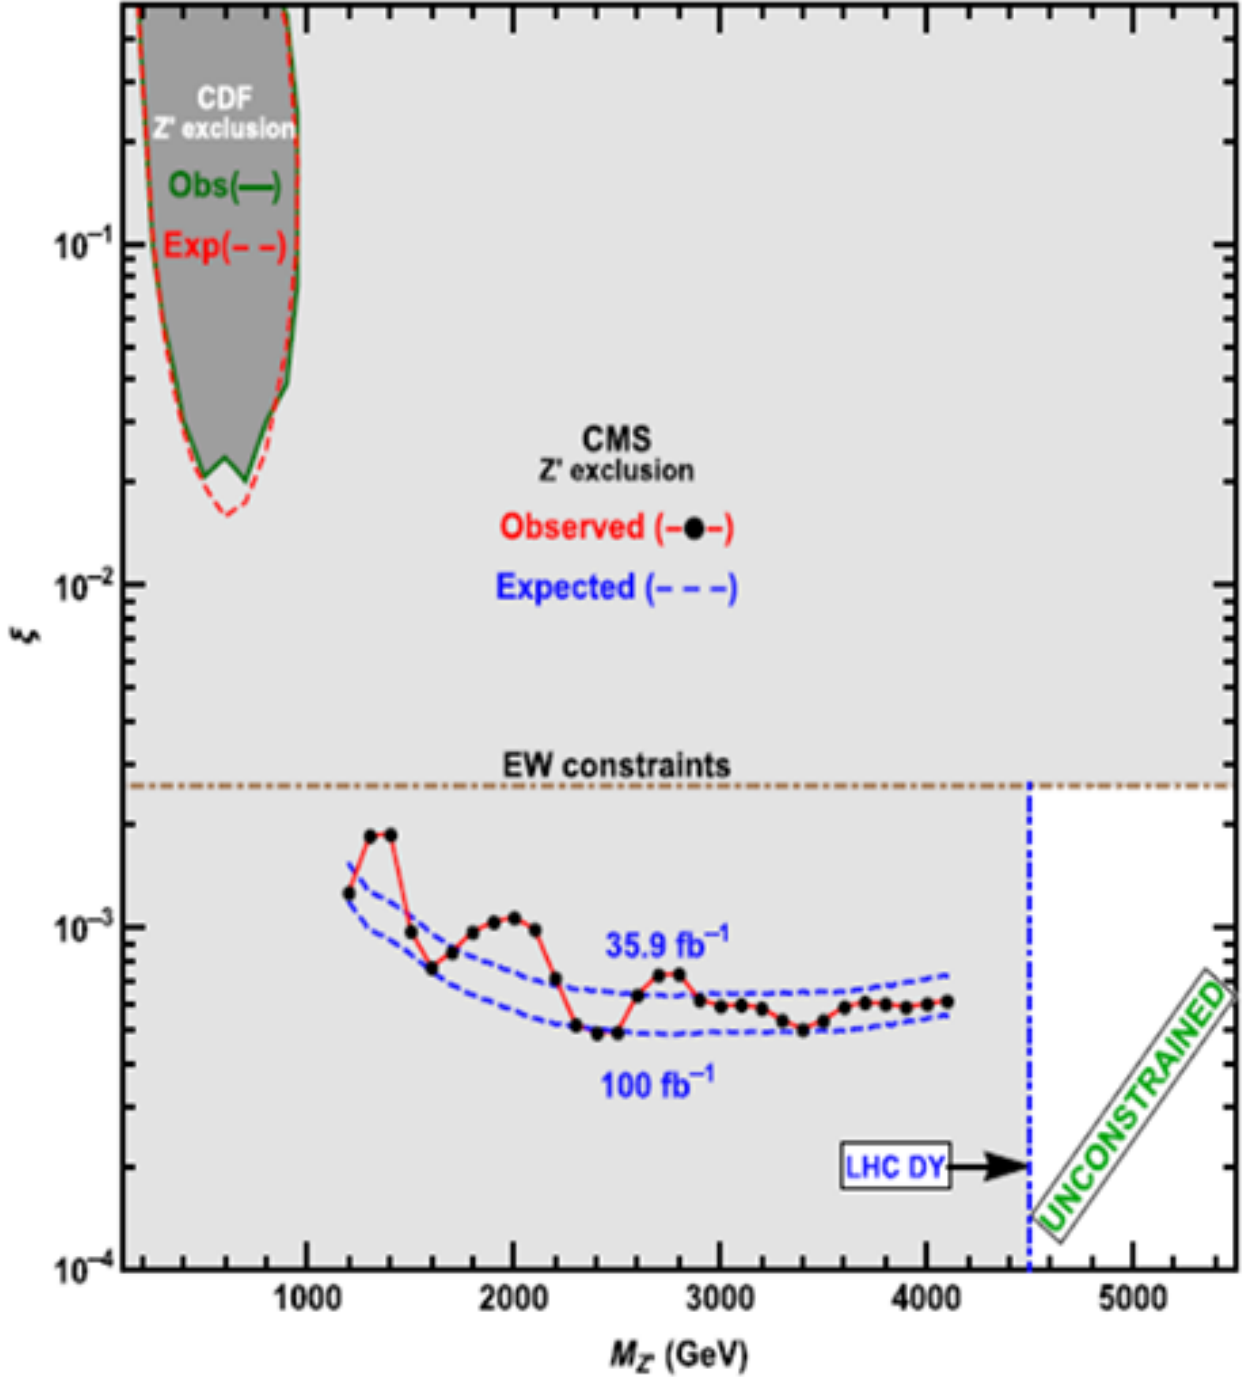 CDF
Z' exclusion
Obs(—)
Exp(– –)
10⁻¹
CMS
Z' exclusion
Observed (–●–)
Expected (– – –)
10⁻²
ξ
EW constraints
10⁻³
35.9 fb⁻¹
100 fb⁻¹
LHC DY
UNCONSTRAINED
10⁻⁴
1000 2000 3000 4000 5000
M_Z' (GeV)